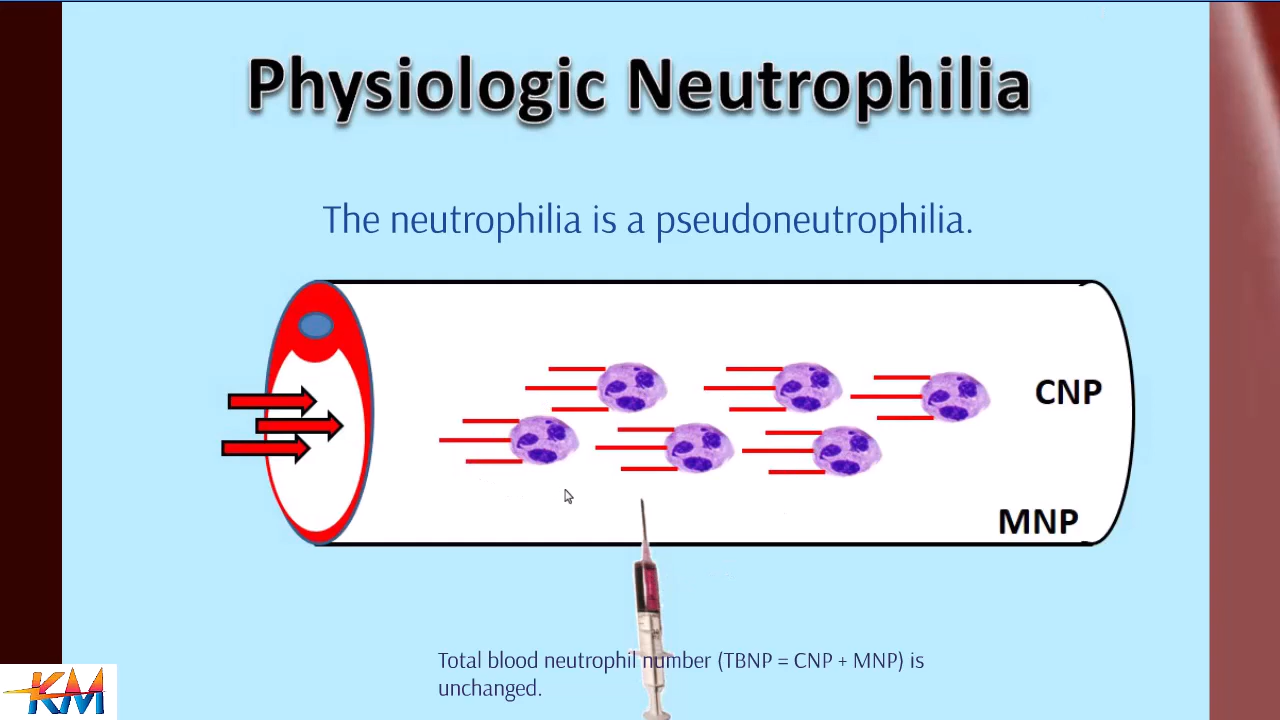 Physiologic Neutrophilia
The neutrophilia is a pseudoneutrophilia.
CNP
MNP
Total blood neutrophil number (TBNP = CNP + MNP) is
unchanged.
KM